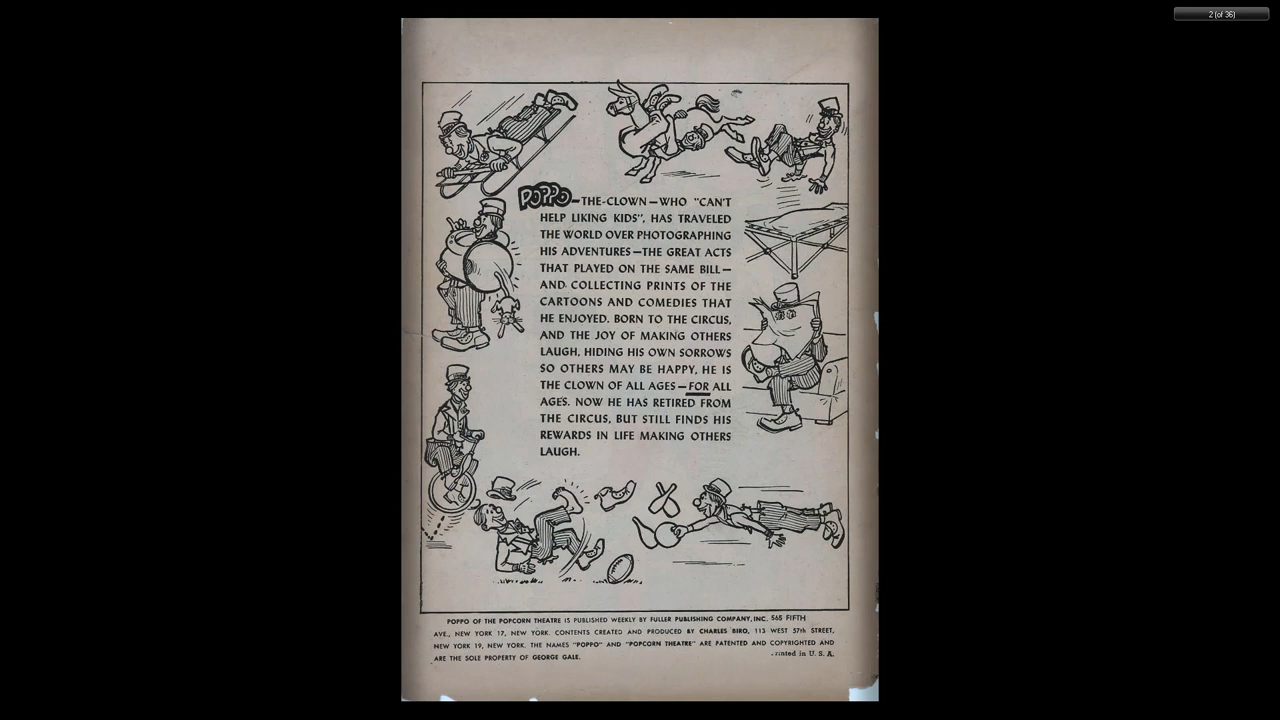 2 (of 36)
POPPO—THE-CLOWN—WHO "CAN'T
HELP LIKING KIDS", HAS TRAVELED
THE WORLD OVER PHOTOGRAPHING
HIS ADVENTURES—THE GREAT ACTS
THAT PLAYED ON THE SAME BILL—
AND COLLECTING PRINTS OF THE
CARTOONS AND COMEDIES THAT
HE ENJOYED. BORN TO THE CIRCUS,
AND THE JOY OF MAKING OTHERS
LAUGH, HIDING HIS OWN SORROWS
SO OTHERS MAY BE HAPPY, HE IS
THE CLOWN OF ALL AGES—FOR ALL
AGES. NOW HE HAS RETIRED FROM
THE CIRCUS, BUT STILL FINDS HIS
REWARDS IN LIFE MAKING OTHERS
LAUGH.
POPPO OF THE POPCORN THEATRE IS PUBLISHED WEEKLY BY FULLER PUBLISHING COMPANY, INC. 565 FIFTH
AVE., NEW YORK 17, NEW YORK. CONTENTS CREATED AND PRODUCED BY CHARLES BIRO, 113 WEST 57th STREET,
NEW YORK 19, NEW YORK. THE NAMES "POPPO" AND "POPCORN THEATRE" ARE PATENTED AND COPYRIGHTED AND
ARE THE SOLE PROPERTY OF GEORGE GALE. Printed in U. S. A.